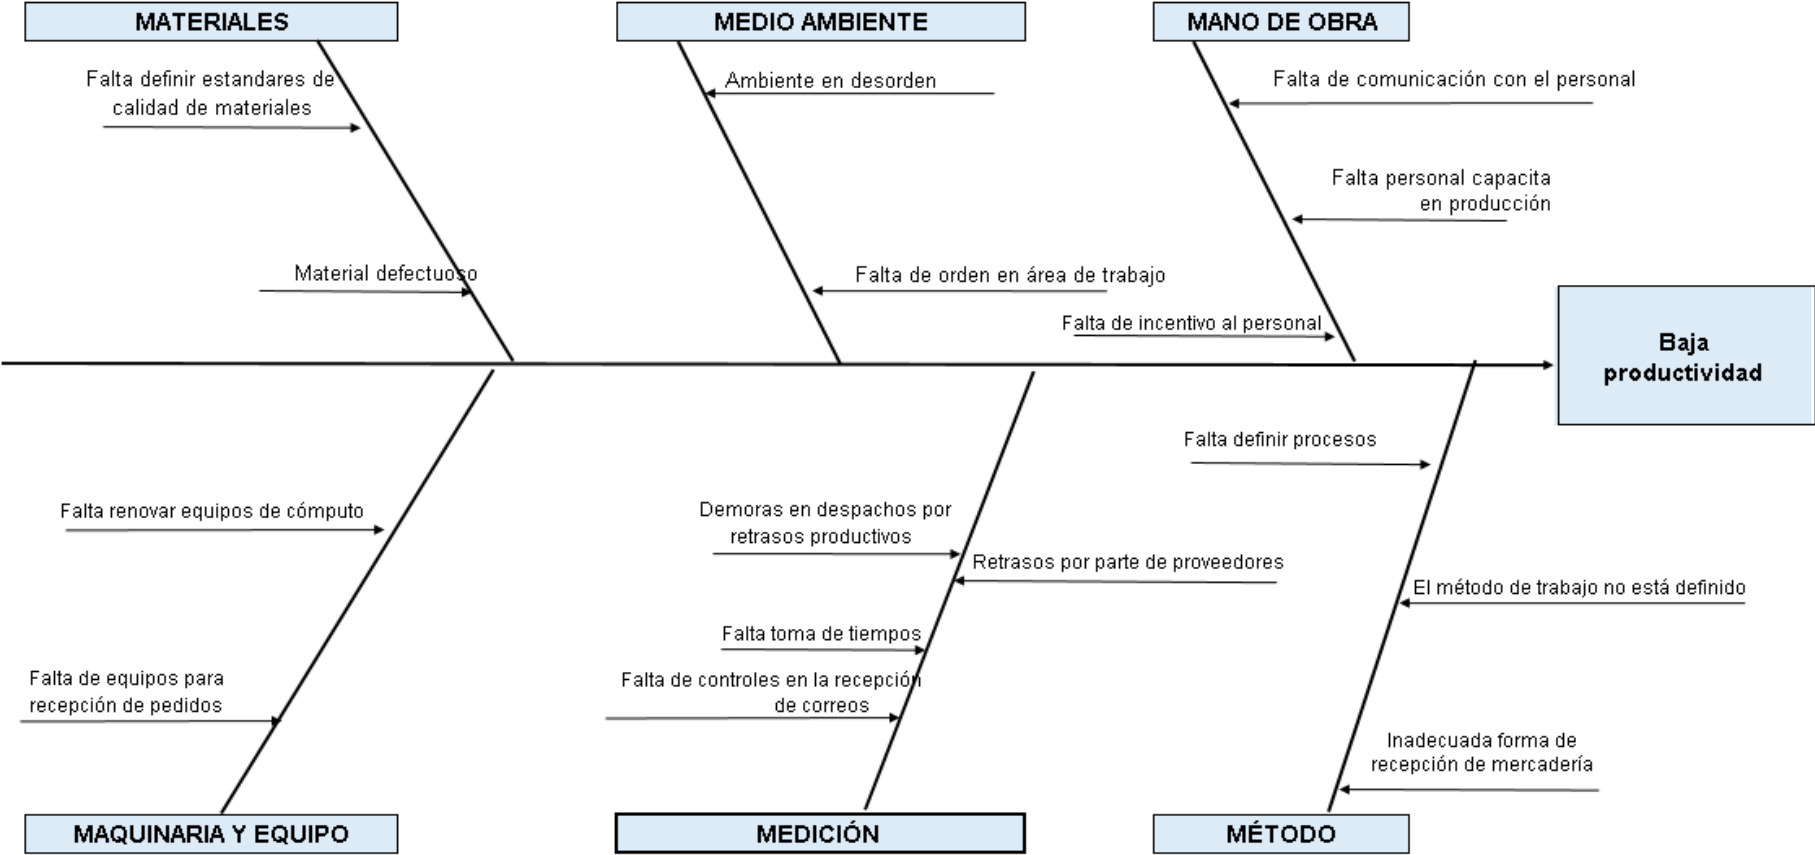 MATERIALES
MEDIO AMBIENTE
MANO DE OBRA
Falta definir estandares de
calidad de materiales
Ambiente en desorden
Falta de comunicación con el personal
Falta personal capacita
en producción
Material defectuoso
Falta de orden en área de trabajo
Falta de incentivo al personal
Baja
productividad
Falta definir procesos
Falta renovar equipos de cómputo
Demoras en despachos por
retrasos productivos
Retrasos por parte de proveedores
El método de trabajo no está definido
Falta toma de tiempos
Falta de equipos para
recepción de pedidos
Falta de controles en la recepción
de correos
Inadecuada forma de
recepción de mercadería
MAQUINARIA Y EQUIPO
MEDICIÓN
MÉTODO